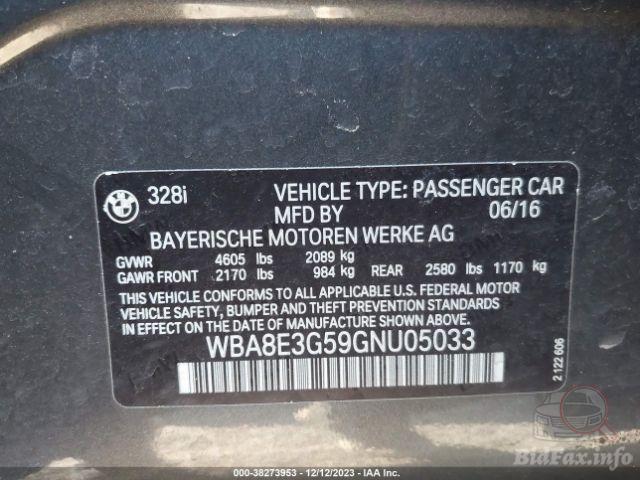 BMW
328i VEHICLE TYPE: PASSENGER CAR
MFD BY 06/16
BAYERISCHE MOTOREN WERKE AG
GVWR 4605 lbs 2089 kg
GAWR FRONT 2170 lbs 984 kg REAR 2580 lbs 1170 kg
THIS VEHICLE CONFORMS TO ALL APPLICABLE U.S. FEDERAL MOTOR
VEHICLE SAFETY, BUMPER AND THEFT PREVENTION STANDARDS
IN EFFECT ON THE DATE OF MANUFACTURE SHOWN ABOVE.
WBA8E3G59GNU05033
2 122 606
BidFax.info
000-38273953 - 12/12/2023 - IAA Inc.